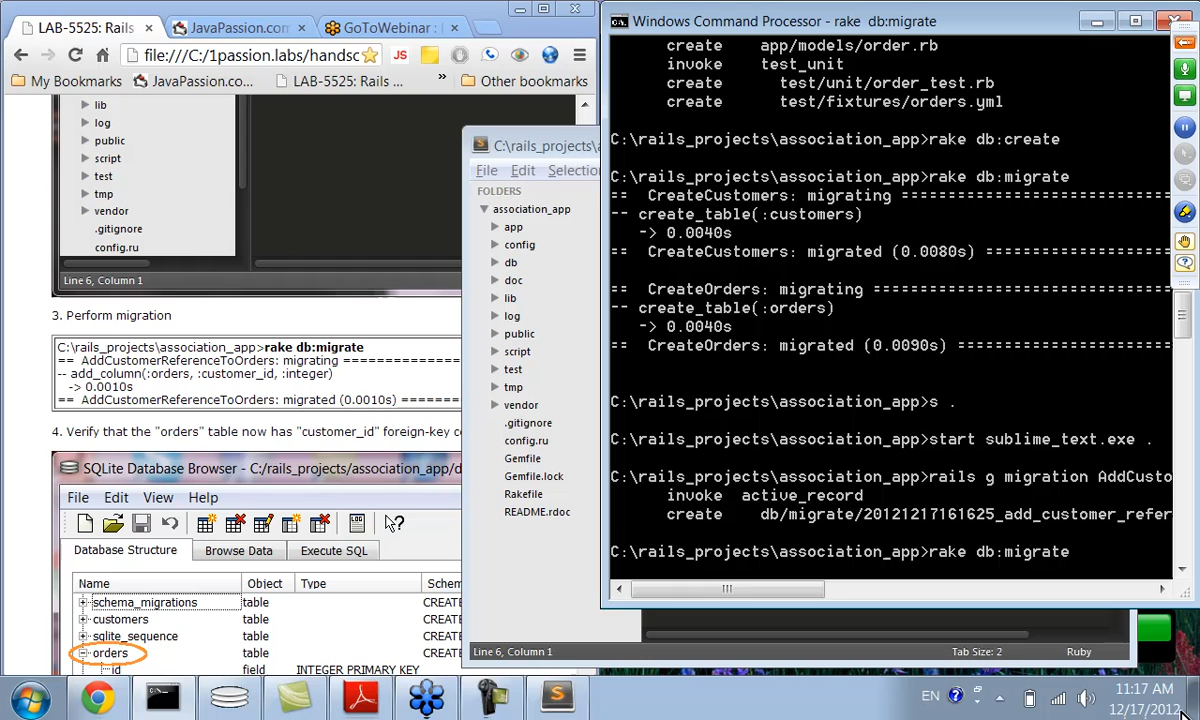 LAB-5525: Rails
JavaPassion.com
GoToWebinar :
file:///C:/1passion.labs/handsc
JS
My Bookmarks
JavaPassion.co...
LAB-5525: Rails ...
»
Other bookmarks
lib
log
public
script
test
tmp
vendor
.gitignore
config.ru
Line 6, Column 1
3. Perform migration
C:\rails_projects\association_app>rake db:migrate
== AddCustomerReferenceToOrders: migrating ================
-- add_column(:orders, :customer_id, :integer)
-> 0.0010s
== AddCustomerReferenceToOrders: migrated (0.0010s) ========
4. Verify that the "orders" table now has "customer_id" foreign-key c
SQLite Database Browser - C:/rails_projects/association_app/d
File Edit View Help
Database Structure Browse Data Execute SQL
Name Object Type Schem
schema_migrations table CREATE
customers table CREATE
sqlite_sequence table CREATE
orders table CREATE
id field INTEGER PRIMARY KEY
C:\rails_projects\a
File Edit Selection
FOLDERS
association_app
app
config
db
doc
lib
log
public
script
test
tmp
vendor
.gitignore
config.ru
Gemfile
Gemfile.lock
Rakefile
README.rdoc
Line 6, Column 1
Tab Size: 2
Ruby
Windows Command Processor - rake db:migrate
create app/models/order.rb
invoke test_unit
create test/unit/order_test.rb
create test/fixtures/orders.yml
C:\rails_projects\association_app>rake db:create
C:\rails_projects\association_app>rake db:migrate
== CreateCustomers: migrating ================================
-- create_table(:customers)
-> 0.0040s
== CreateCustomers: migrated (0.0080s) =====================
== CreateOrders: migrating ================================
-- create_table(:orders)
-> 0.0040s
== CreateOrders: migrated (0.0090s) =======================
C:\rails_projects\association_app>s .
C:\rails_projects\association_app>start sublime_text.exe .
C:\rails_projects\association_app>rails g migration AddCusto
invoke active_record
create db/migrate/20121217161625_add_customer_refer
C:\rails_projects\association_app>rake db:migrate
EN
11:17 AM
12/17/2012